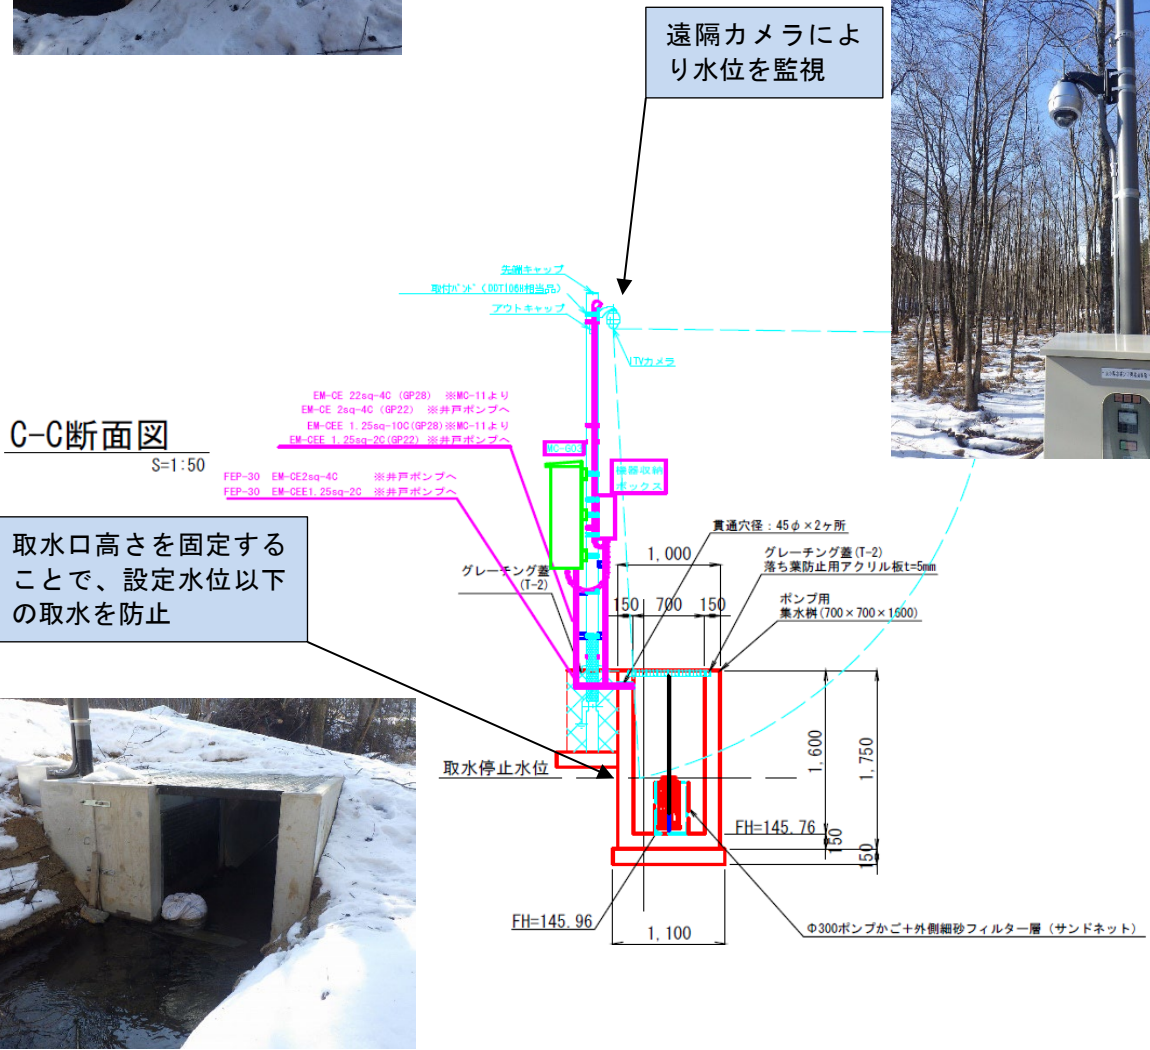 遠隔カメラによ
り水位を監視
先端キャップ
取付バンド(DBT106M相当品)
アウトキャップ
ITVカメラ
EM-CE 22sq-4C (GP28) ※MC-11より
EM-CE 2sq-4C (GP22) ※井戸ポンプへ
EM-CEE 1.25sq-10C(GP28)※MC-11より
EM-CEE 1.25sq-2C(GP22) ※井戸ポンプへ
C-C断面図
S=1:50
MC-G03
機器収納
ボックス
FEP-30 EM-CE2sq-4C ※井戸ポンプへ
FEP-30 EM-CEE1.25sq-2C ※井戸ポンプへ
取水口高さを固定する
ことで、設定水位以下
の取水を防止
貫通穴径:45φ×2ヶ所
1,000
グレーチング蓋(T-2)
落ち葉防止用アクリル板t=5mm
グレーチング蓋
(T-2)
150 700 150
ポンプ用
集水桝(700×700×1600)
1,600
1,750
取水停止水位
FH=145.76
150
150
FH=145.96
1,100
Φ300ポンプかご+外側細砂フィルター層(サンドネット)